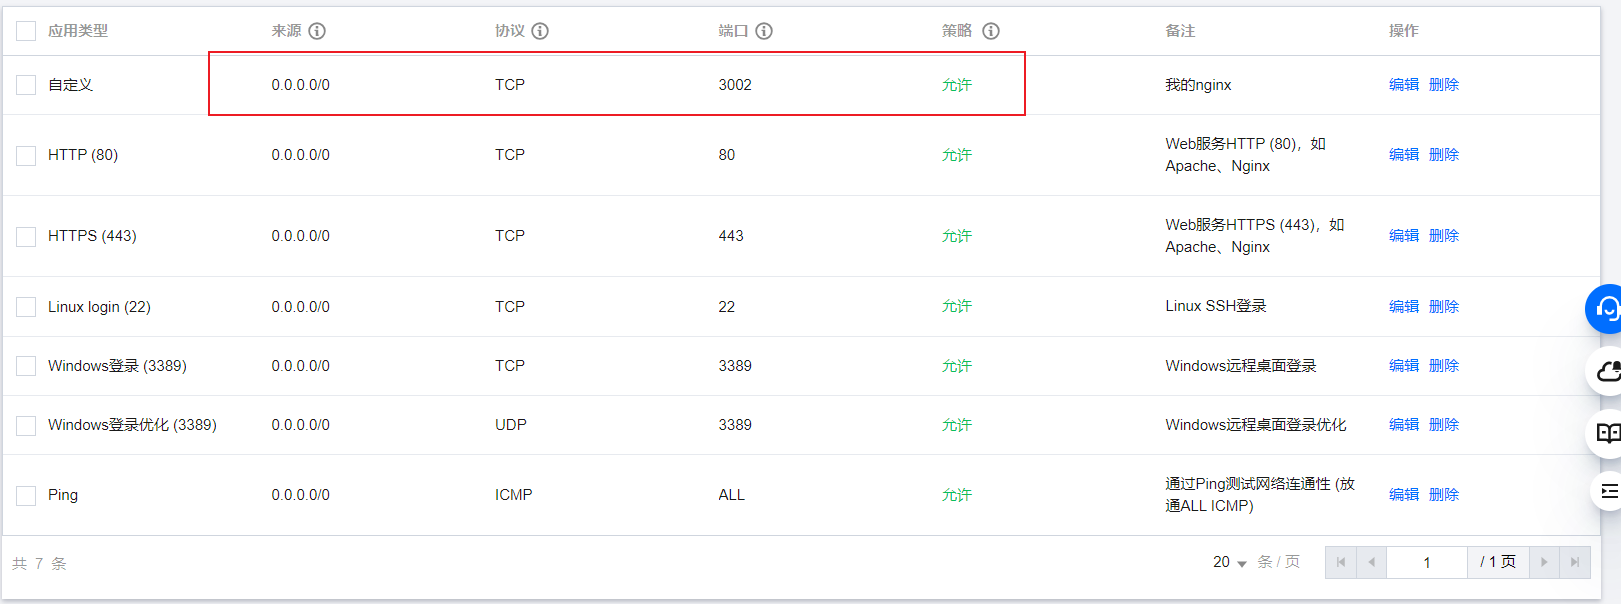 应用类型 来源 协议 端口 策略 备注 操作
自定义 0.0.0.0/0 TCP 3002 允许 我的nginx 编辑 删除
HTTP (80) 0.0.0.0/0 TCP 80 允许 Web服务HTTP (80)，如
Apache、Nginx 编辑 删除
HTTPS (443) 0.0.0.0/0 TCP 443 允许 Web服务HTTPS (443)，如
Apache、Nginx 编辑 删除
Linux login (22) 0.0.0.0/0 TCP 22 允许 Linux SSH登录 编辑 删除
Windows登录 (3389) 0.0.0.0/0 TCP 3389 允许 Windows远程桌面登录 编辑 删除
Windows登录优化 (3389) 0.0.0.0/0 UDP 3389 允许 Windows远程桌面登录优化 编辑 删除
Ping 0.0.0.0/0 ICMP ALL 允许 通过Ping测试网络连通性 (放
通ALL ICMP) 编辑 删除
共 7 条 20 条 / 页 1 / 1 页